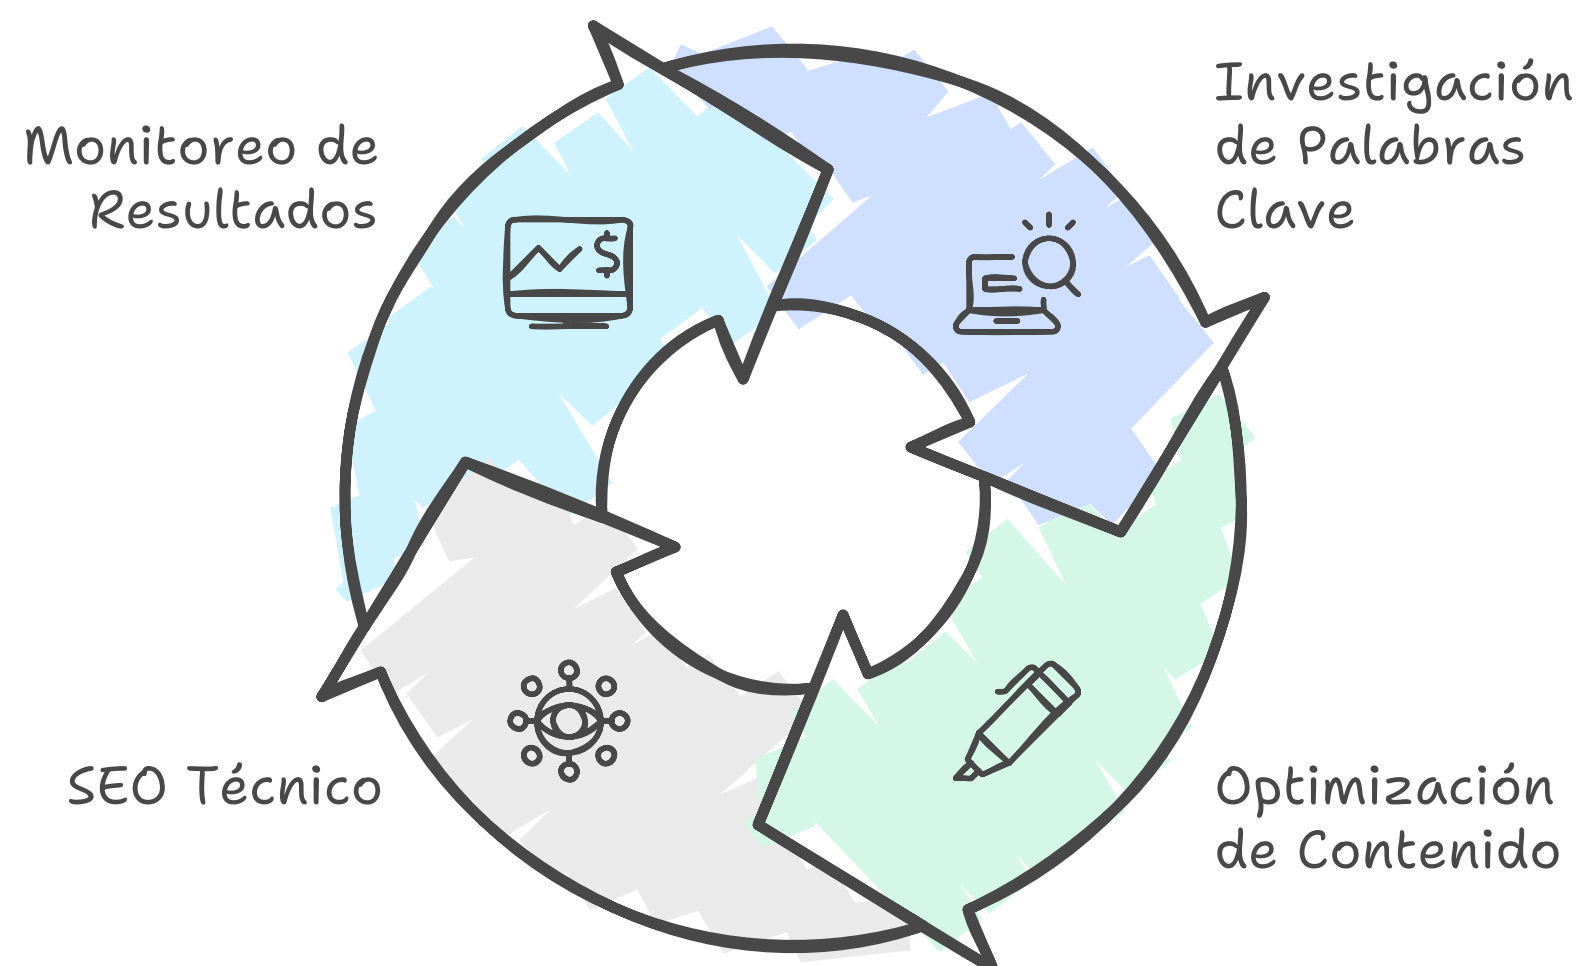 Monitoreo de
Resultados
Investigación
de Palabras
Clave
$
SEO Técnico
Optimización
de Contenido